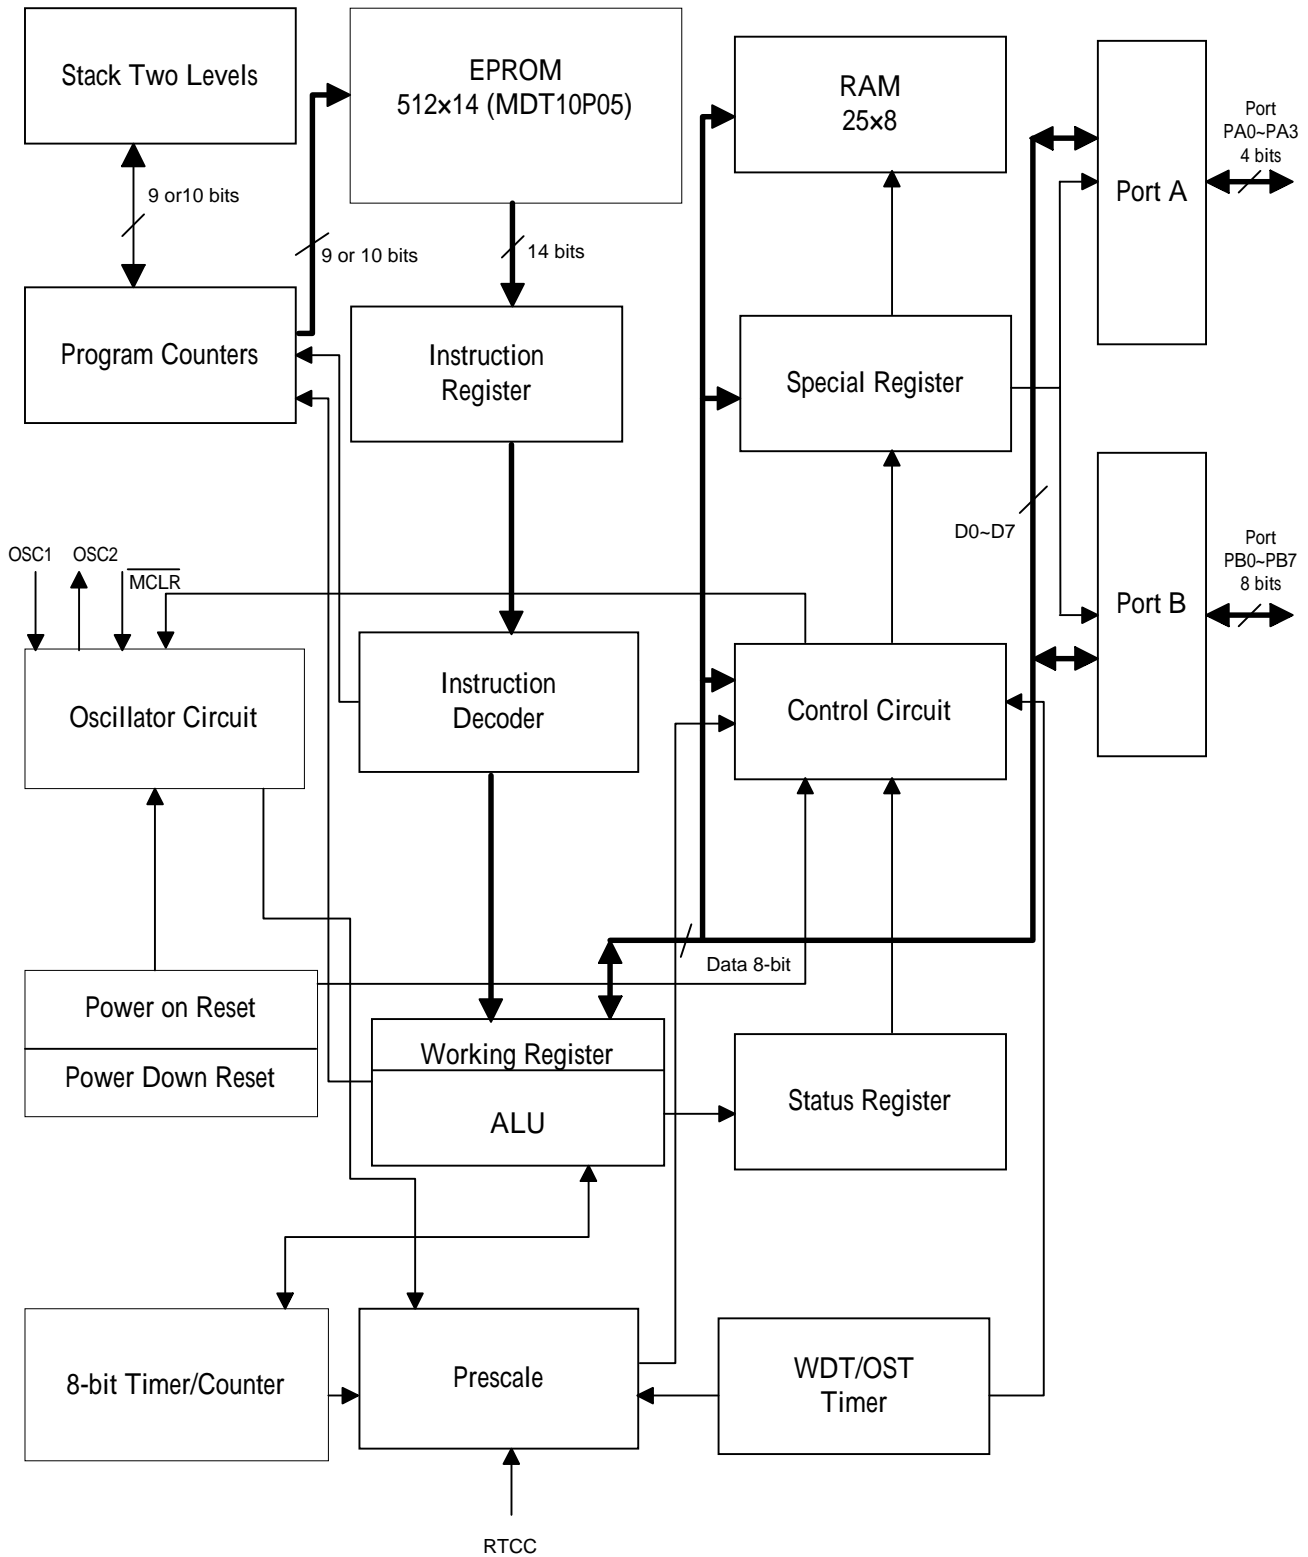 Stack Two Levels
EPROM
512×14 (MDT10P05)
RAM
25×8
Port
PA0~PA3
4 bits
Port A
9 or10 bits
9 or 10 bits
14 bits
Program Counters
Instruction
Register
Special Register
D0~D7
Port
PB0~PB7
8 bits
Port B
OSC1
OSC2
MCLR
Oscillator Circuit
Instruction
Decoder
Control Circuit
Data 8-bit
Power on Reset
Power Down Reset
Working Register
ALU
Status Register
8-bit Timer/Counter
Prescale
WDT/OST
Timer
RTCC